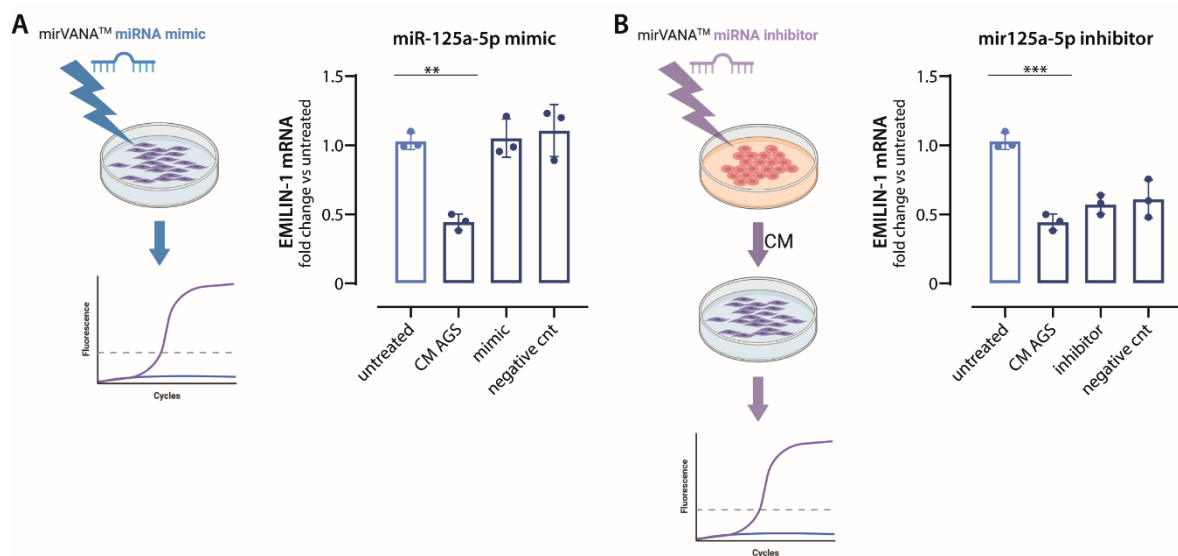 A
mirVANA™ miRNA mimic
Fluorescence
Cycles
miR-125a-5p mimic
EMILIN-1 mRNA
fold change vs untreated
1.5
1.0
0.5
0
**
untreated
CM AGS
mimic
negative cnt
B
mirVANA™ miRNA inhibitor
CM
Fluorescence
Cycles
mir125a-5p inhibitor
EMILIN-1 mRNA
fold change vs untreated
1.5
1.0
0.5
0
***
untreated
CM AGS
inhibitor
negative cnt